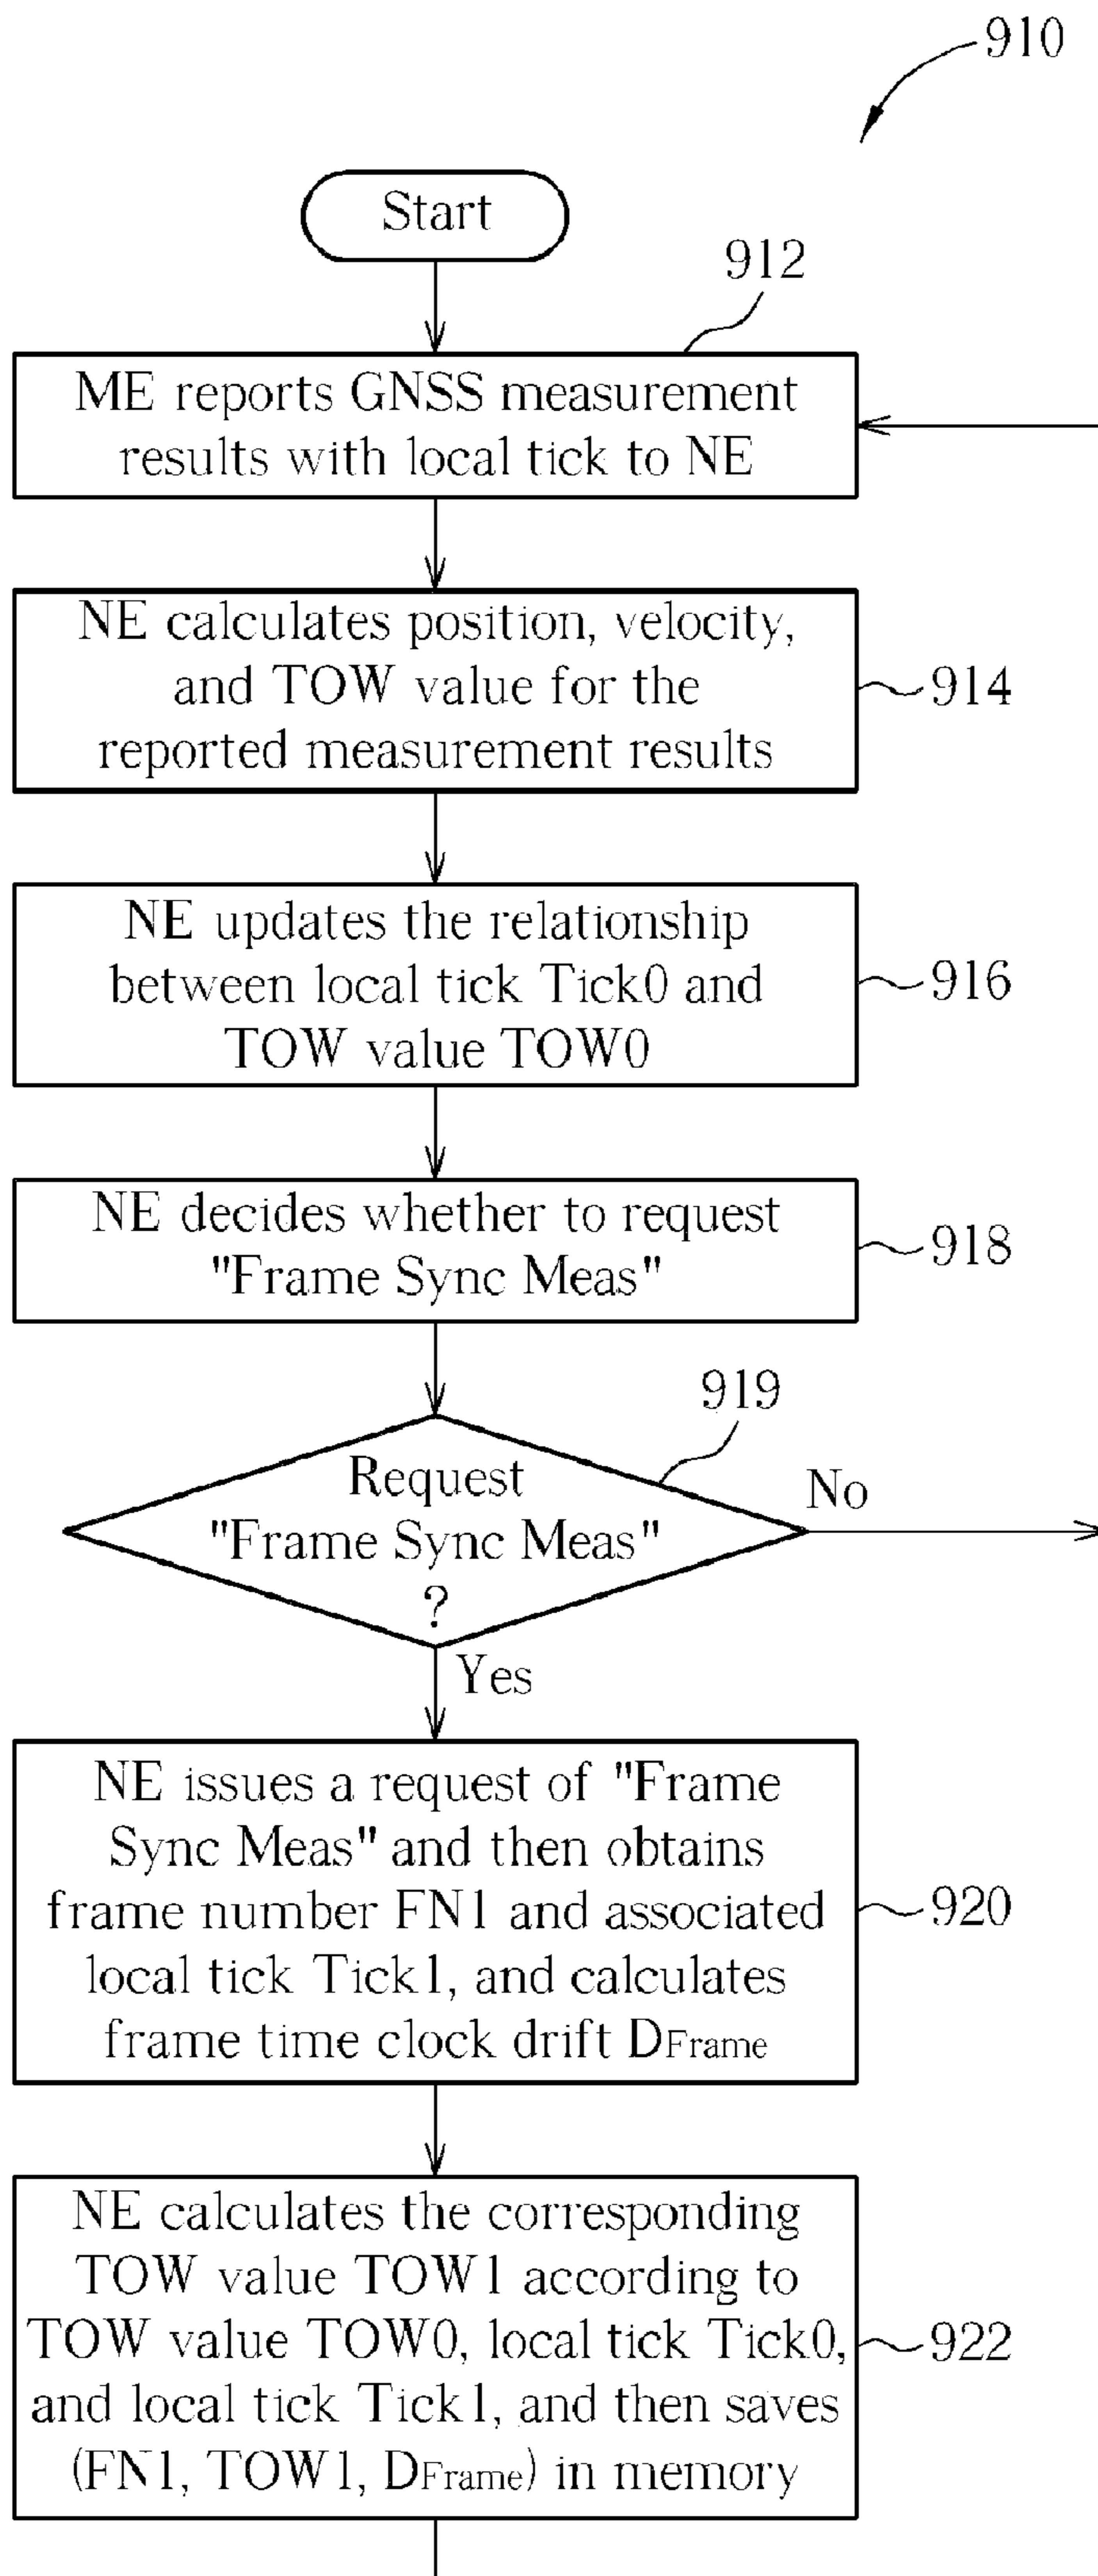 910
Start
912
ME reports GNSS measurement
results with local tick to NE
NE calculates position, velocity,
and TOW value for the
reported measurement results
914
NE updates the relationship
between local tick Tick0 and
TOW value TOW0
916
NE decides whether to request
"Frame Sync Meas"
918
919
Request
"Frame Sync Meas"
?
No
Yes
NE issues a request of "Frame
Sync Meas" and then obtains
frame number FN1 and associated
local tick Tick1, and calculates
frame time clock drift DFrame
920
NE calculates the corresponding
TOW value TOW1 according to
TOW value TOW0, local tick Tick0,
and local tick Tick1, and then saves
(FN1, TOW1, DFrame) in memory
922